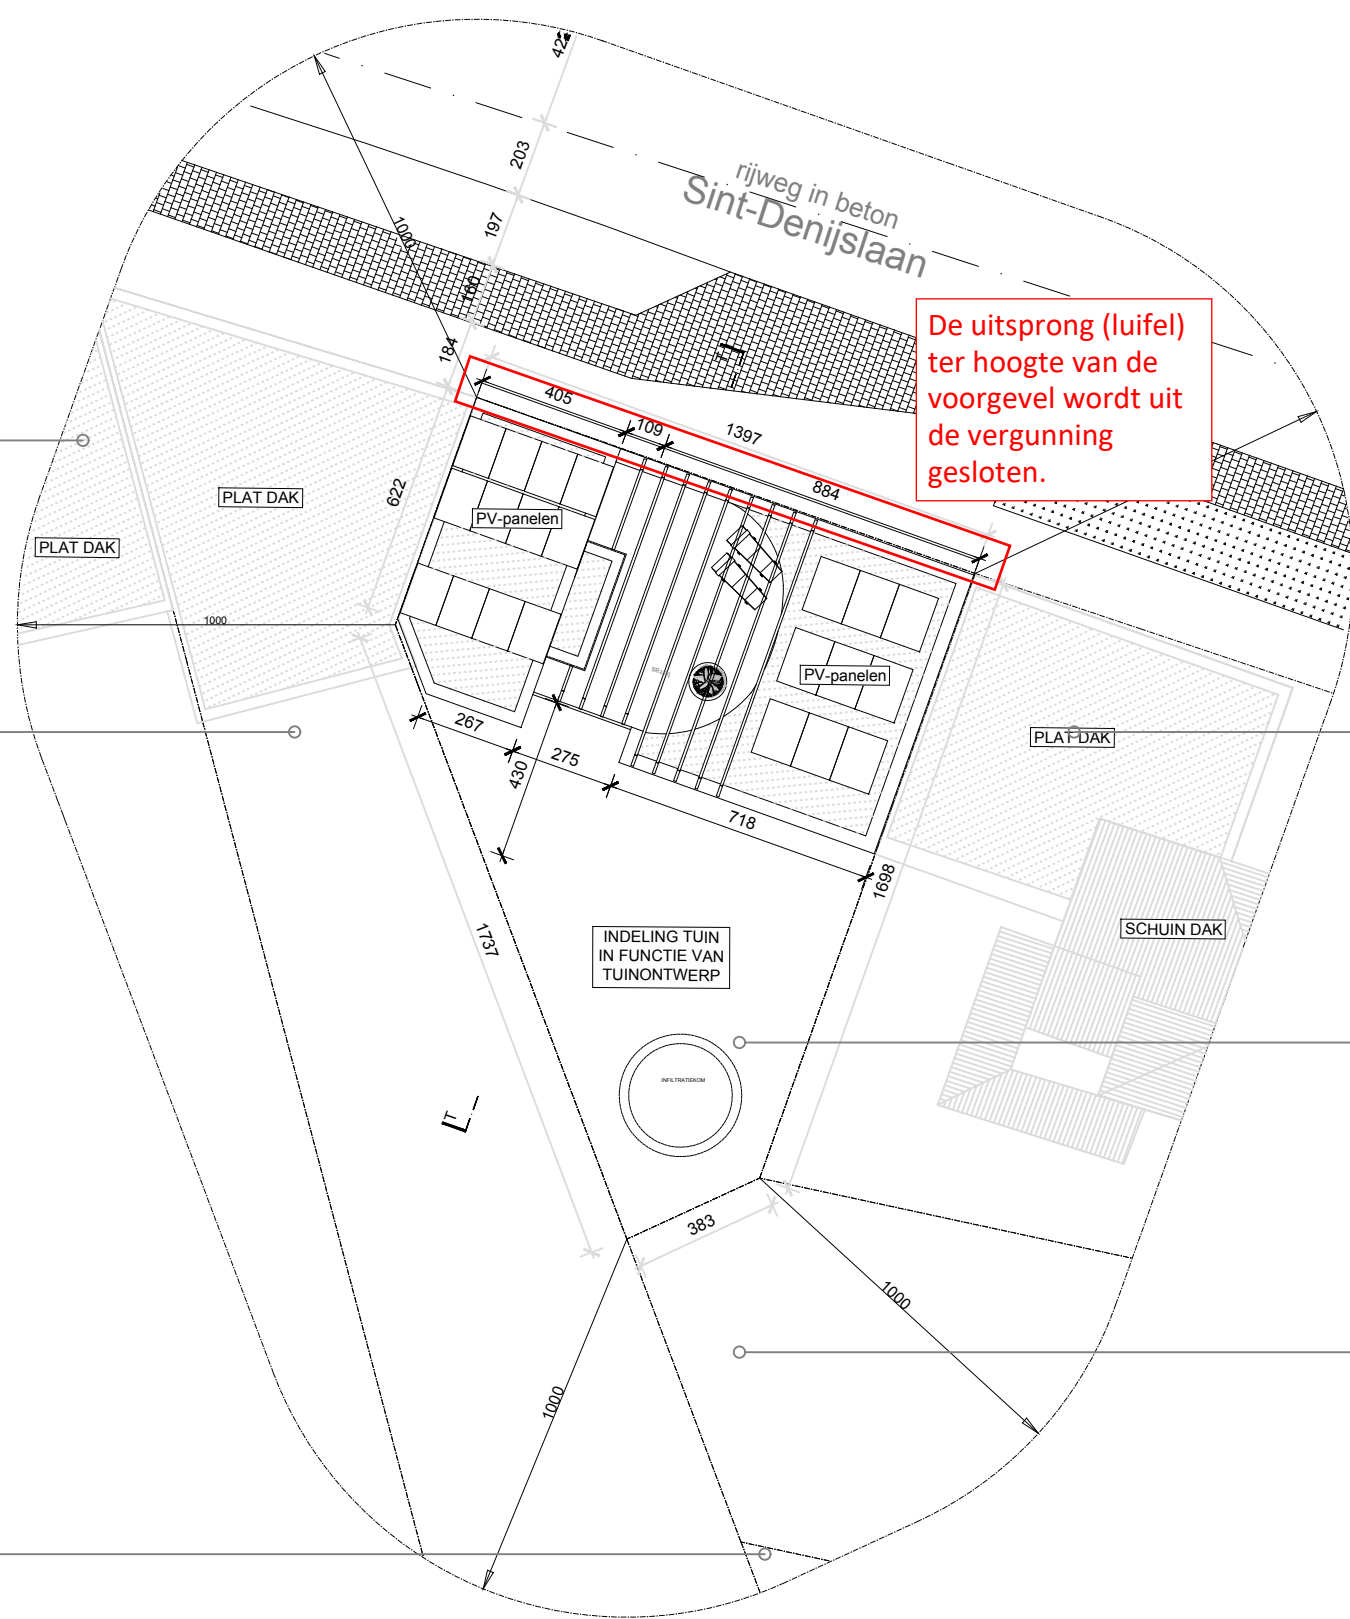 42
203
197
160
184
1000
rijweg in beton
Sint-Denijslaan
De uitsprong (luifel)
ter hoogte van de
voorgevel wordt uit
de vergunning
gesloten.
405
109
1397
884
622
PLAT DAK
PLAT DAK
PV-panelen
PV-panelen
1000
PLAT DAK
267
275
430
718
1698
1737
SCHUIN DAK
INDELING TUIN
IN FUNCTIE VAN
TUINONTWERP
INFILTRATIEKOM
T
383
1000
1000